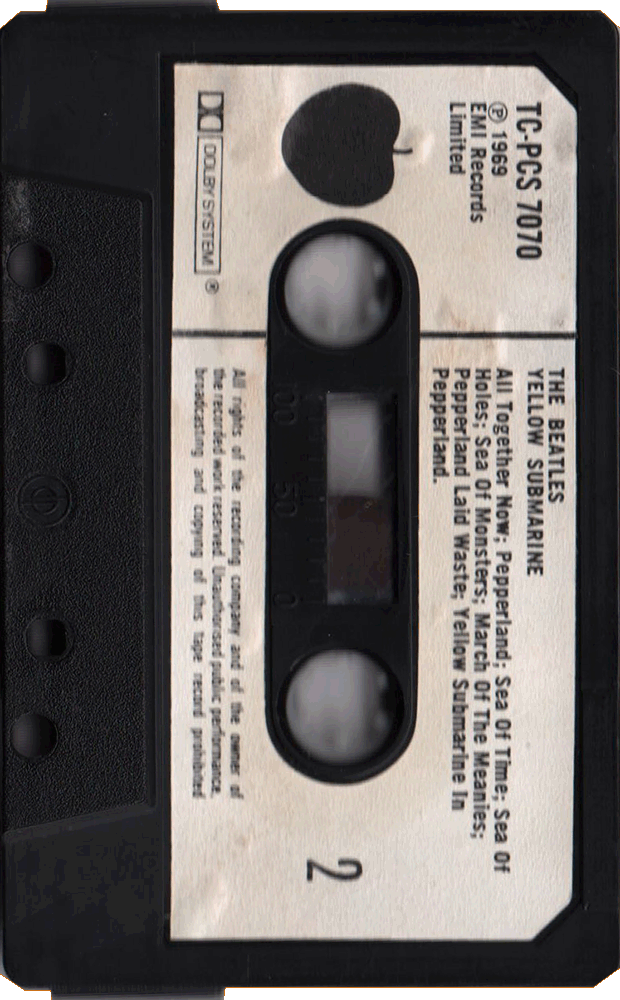 TC-PCS 7070
℗ 1969
EMI Records
Limited
DOLBY SYSTEM ®
THE BEATLES
YELLOW SUBMARINE
All Together Now; Pepperland; Sea Of Time; Sea Of
Holes; Sea Of Monsters; March Of The Meanies;
Pepperland Laid Waste; Yellow Submarine In
Pepperland.
100 50 0
All rights of the recording company and of the owner of
the recorded work reserved. Unauthorised public performance,
broadcasting and copying of this tape record prohibited
2